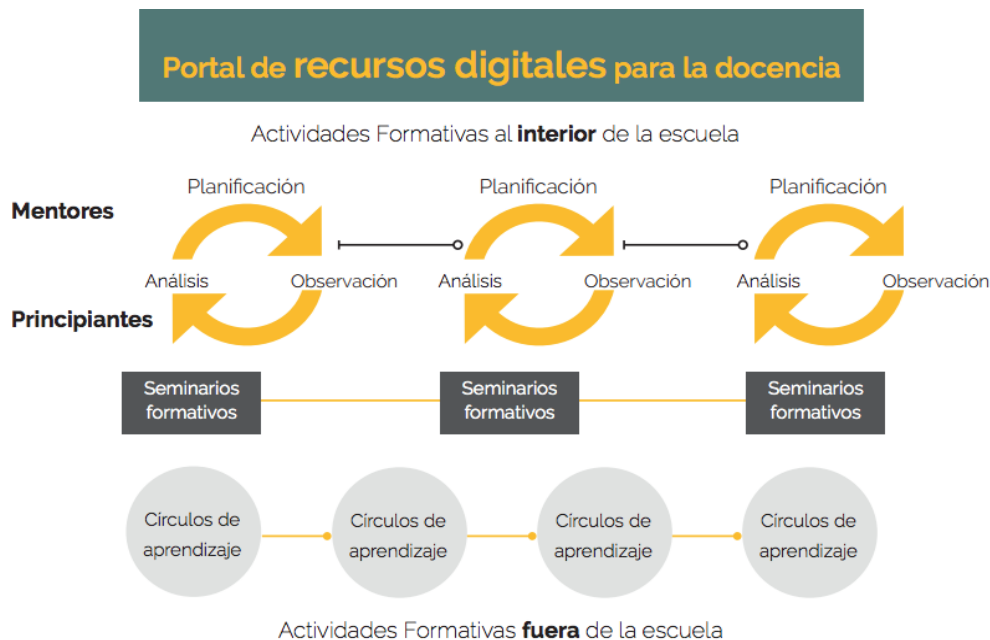 Portal de recursos digitales para la docencia
Actividades Formativas al interior de la escuela
Planificación
Planificación
Planificación
Mentores
Análisis
Observación
Análisis
Observación
Análisis
Observación
Principiantes
Seminarios
formativos
Seminarios
formativos
Seminarios
formativos
Círculos de
aprendizaje
Círculos de
aprendizaje
Círculos de
aprendizaje
Círculos de
aprendizaje
Actividades Formativas fuera de la escuela